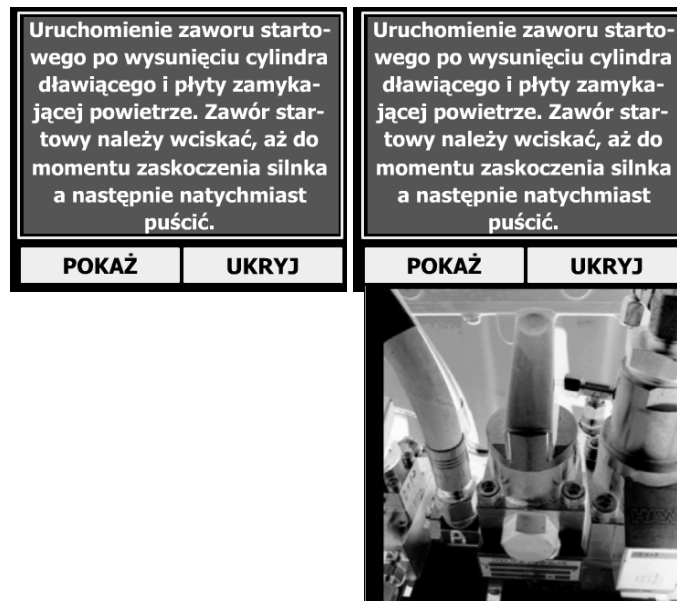 Uruchomienie zaworu starto-
wego po wysunięciu cylindra
dławiącego i płyty zamyka-
jącej powietrze. Zawór star-
towy należy wciskać, aż do
momentu zaskoczenia silnka
a następnie natychmiast
puścić.
POKAŻ UKRYJ
Uruchomienie zaworu starto-
wego po wysunięciu cylindra
dławiącego i płyty zamyka-
jącej powietrze. Zawór star-
towy należy wciskać, aż do
momentu zaskoczenia silnka
a następnie natychmiast
puścić.
POKAŻ UKRYJ